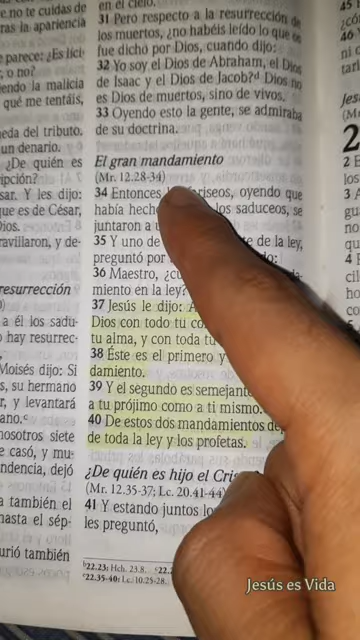 no te cuidas de
ras la apariencia
parece: ¿Es líci-
r, o no?
endo la malicia
qué me tentáis,
eda del tributo.
un denario.
¿De quién es
ipción?
sar. Y les dijo:
que es de César,
Dios.
ravillaron, y de-
resurrección
a él los sadu-
o hay resurrec-
Moisés dijo: Si
s, su hermano
r, y levantará
ano.c
nosotros siete
e casó, y mu-
ndencia, dejó
a también el
hasta el sép-
urió también
en el cielo.
31 Pero respecto a la resurrección de
los muertos, ¿no habéis leído lo que os
fue dicho por Dios, cuando dijo:
32 Yo soy el Dios de Abraham, el Dios
de Isaac y el Dios de Jacob?d Dios no
es Dios de muertos, sino de vivos.
33 Oyendo esto la gente, se admiraba
de su doctrina.
El gran mandamiento
(Mr. 12.28-34)
34 Entonces riseos, oyendo que
había hech los saduceos, se
juntaron a
35 Y uno de te de la ley,
preguntó por
36 Maestro, ¿cu
miento en la ley?
37 Jesús le dijo:
Dios con todo tu co
tu alma, y con toda tu
38 Éste es el primero y
damiento.
39 Y el segundo es semejante
a tu prójimo como a ti mismo.
40 De estos dos mandamientos de
de toda la ley y los profetas.
¿De quién es hijo el Cris
(Mr. 12.35-37; Lc. 20.41-44)
41 Y estando juntos lo
les preguntó,
b22.23: Hch. 23.8. c22.2
e22.35-40: Lc. 10.25-28.
Jesús es Vida